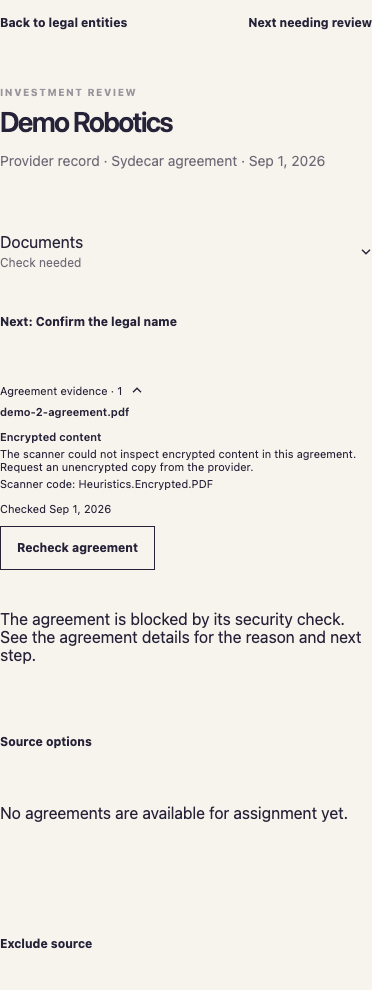 Back to legal entities
Next needing review
INVESTMENT REVIEW
Demo Robotics
Provider record · Sydecar agreement · Sep 1, 2026
Documents
Check needed
Next: Confirm the legal name
Agreement evidence · 1
demo-2-agreement.pdf
Encrypted content
The scanner could not inspect encrypted content in this agreement.
Request an unencrypted copy from the provider.
Scanner code: Heuristics.Encrypted.PDF
Checked Sep 1, 2026
Recheck agreement
The agreement is blocked by its security check.
See the agreement details for the reason and next
step.
Source options
No agreements are available for assignment yet.
Exclude source